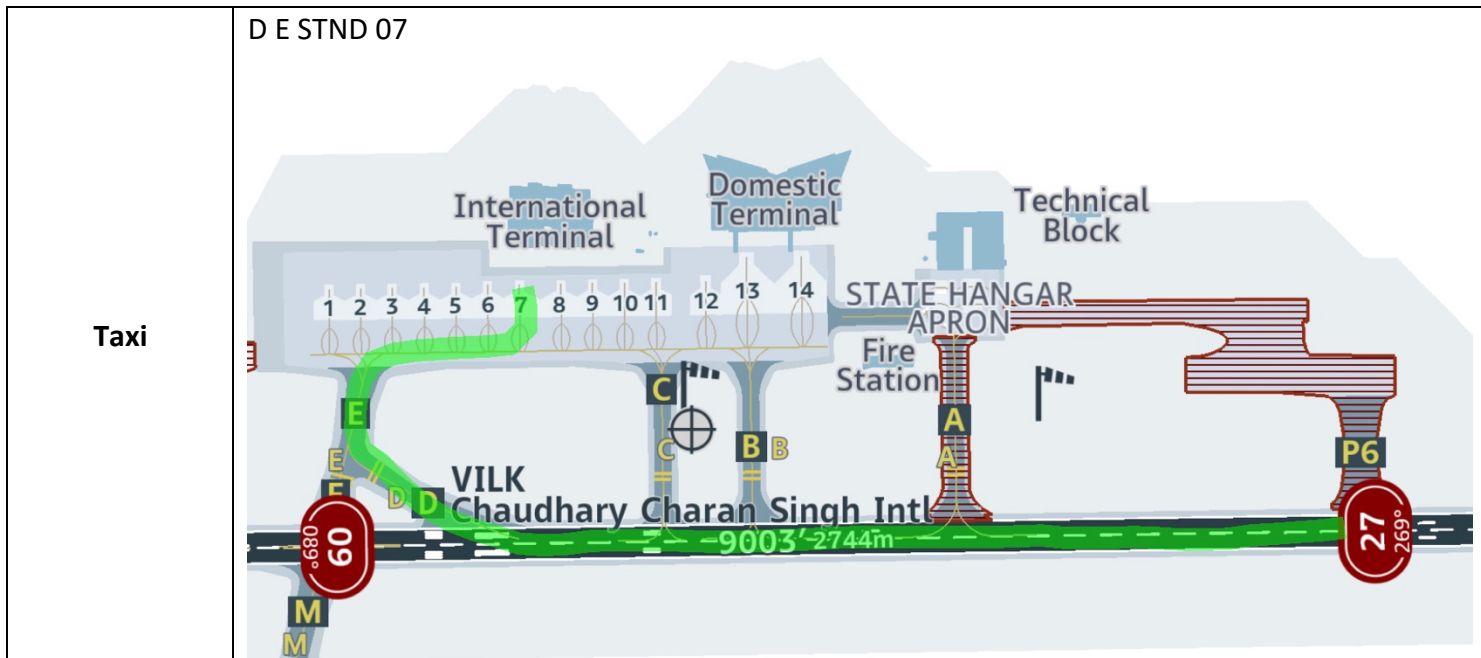 Taxi
D E STND 07
International
Terminal
Domestic
Terminal
Technical
Block
1 2 3 4 5 6 7 8 9 10 11 12 13 14
STATE HANGAR
APRON
Fire
Station
C
E
A
C
B
B
A
P6
E
E
D
D
VILK
Chaudhary Charan Singh Intl
9003' 2744m
09
089°
27
269°
M
M